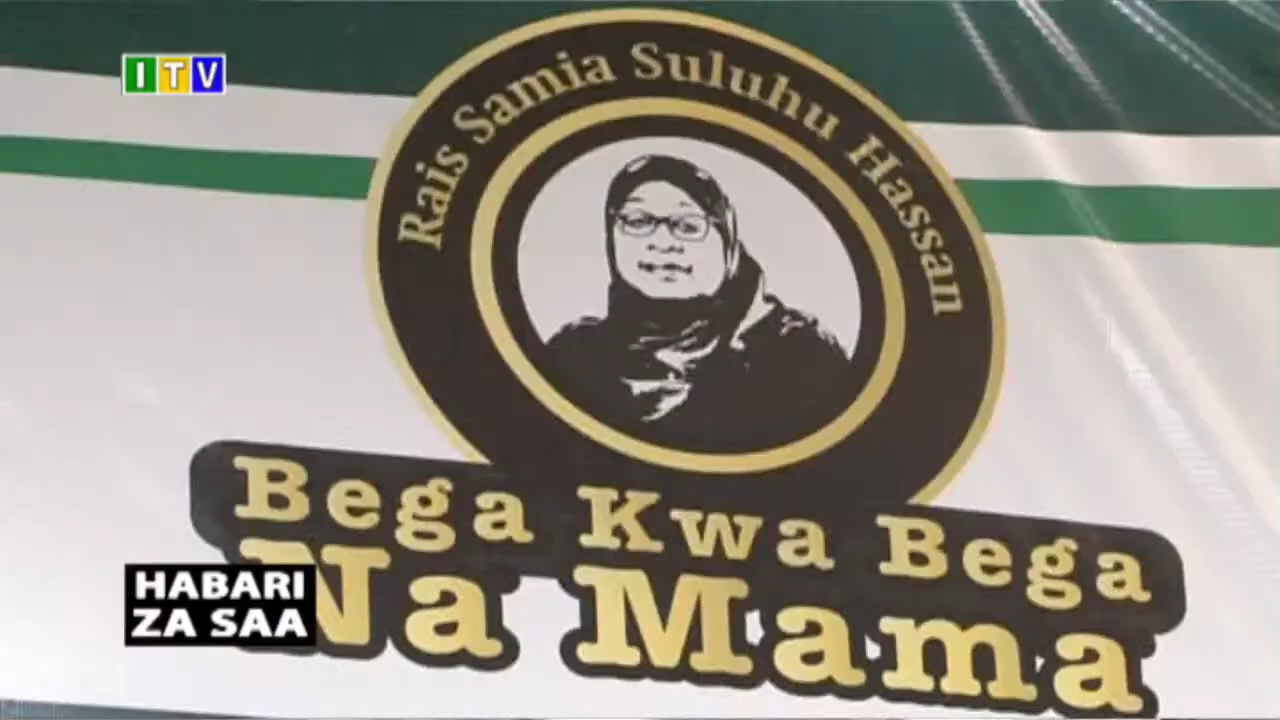 ITV
Rais Samia Suluhu Hassan
Bega Kwa Bega
Na Mama
HABARI
ZA SAA